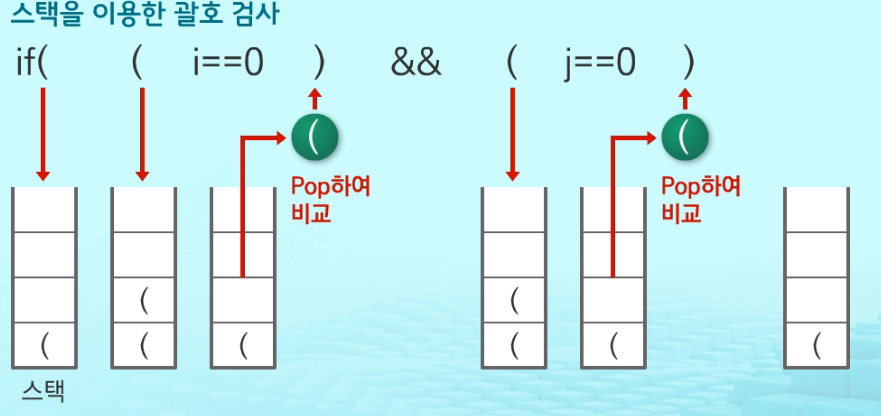 스택을 이용한 괄호 검사
if( ( i==0 ) && ( j==0 )
( (
Pop하여
비교
Pop하여
비교
( (
( ( ( ( ( (
스택